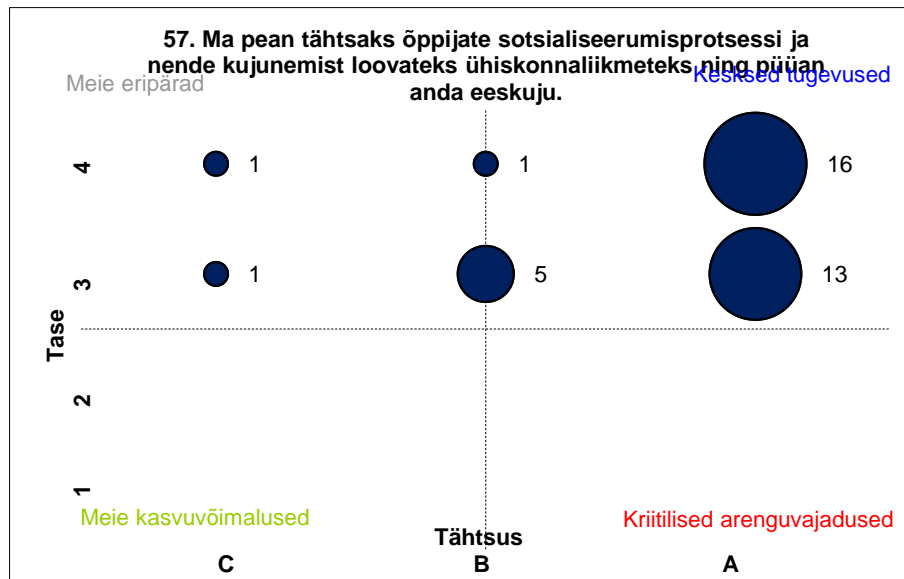 57. Ma pean tähtsaks õppijate sotsialiseerumisprotsessi ja
nende kujunemist loovateks ühiskonnaliikmeteks ning püüan
anda eeskuju.
Meie eripärad
Kesksed tugevused
4
1
1
16
3
1
5
13
Tase
2
1
Meie kasvuvõimalused
Kriitilised arenguvajadused
Tähtsus
C
B
A